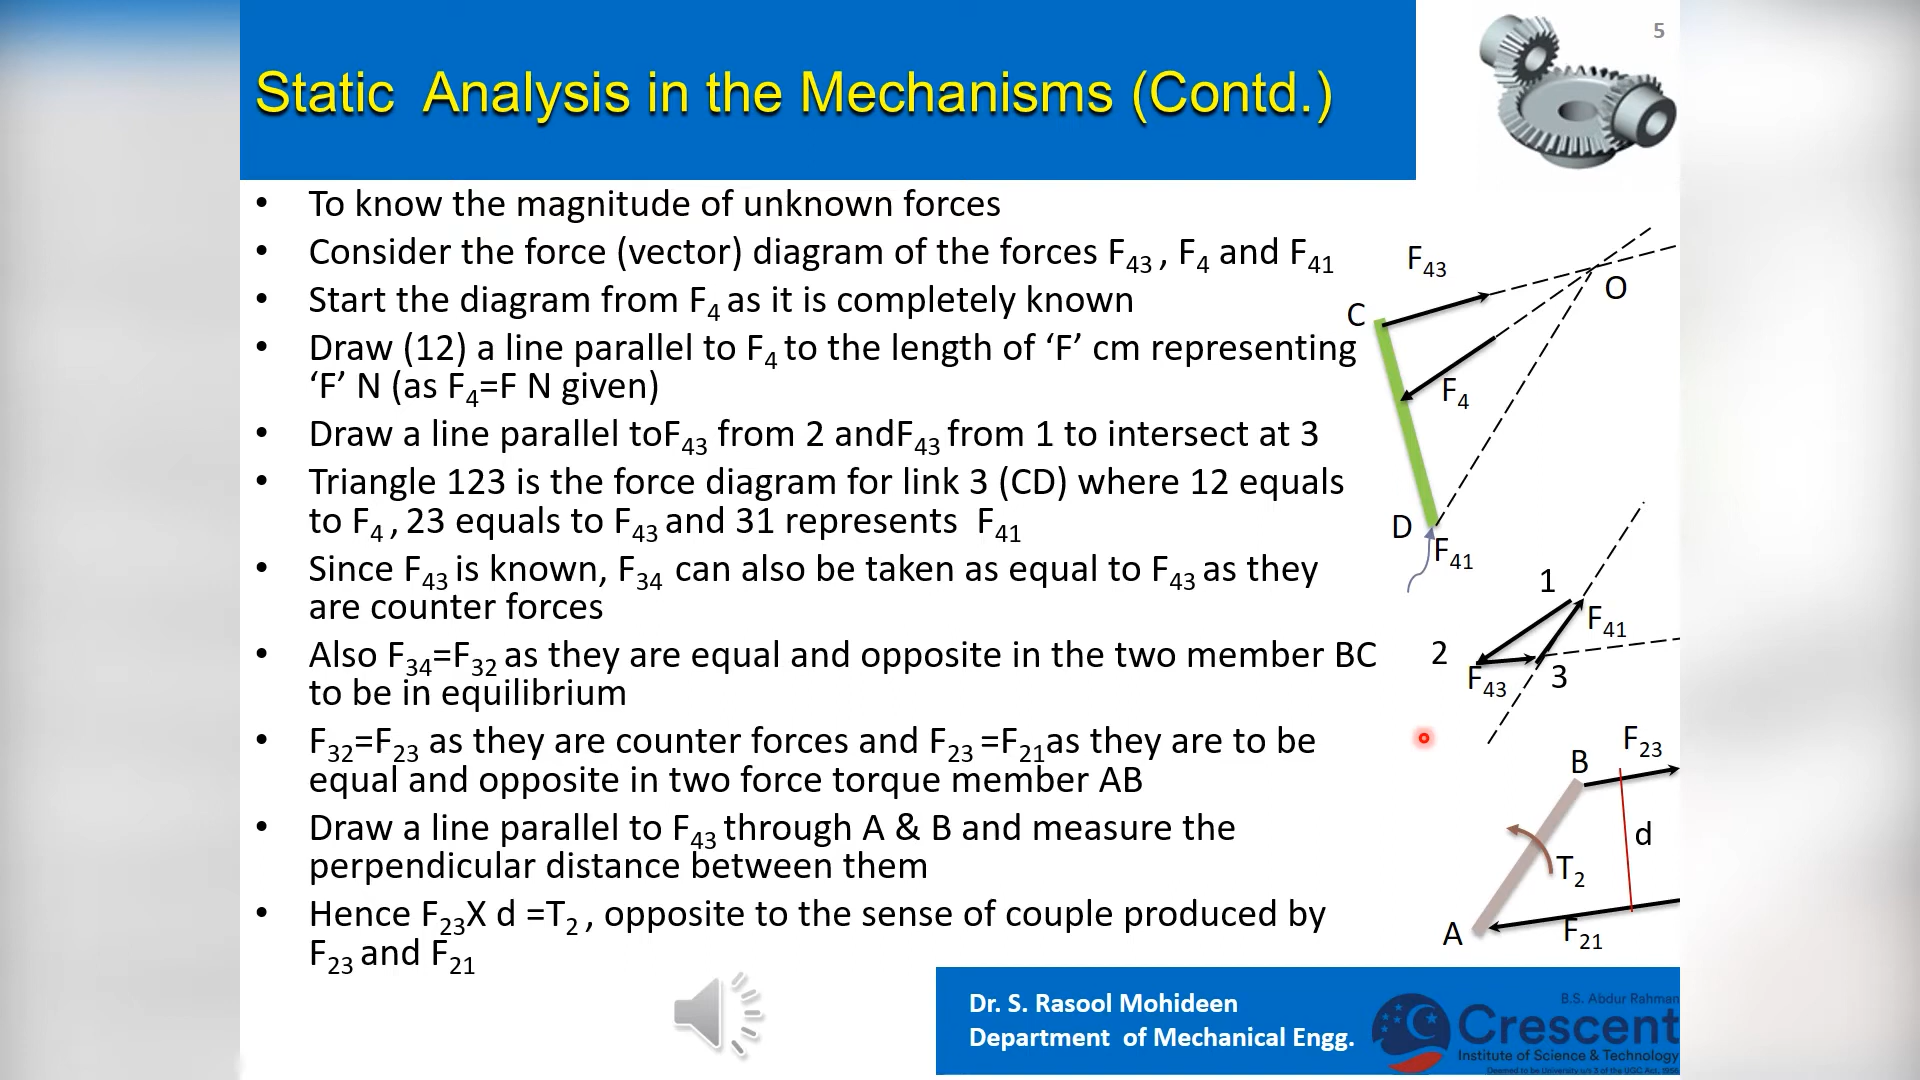 5
Static Analysis in the Mechanisms (Contd.)
• To know the magnitude of unknown forces
• Consider the force (vector) diagram of the forces F43 , F4 and F41
• Start the diagram from F4 as it is completely known
• Draw (12) a line parallel to F4 to the length of ‘F’ cm representing
‘F’ N (as F4=F N given)
• Draw a line parallel toF43 from 2 andF43 from 1 to intersect at 3
• Triangle 123 is the force diagram for link 3 (CD) where 12 equals
to F4 , 23 equals to F43 and 31 represents F41
• Since F43 is known, F34 can also be taken as equal to F43 as they
are counter forces
• Also F34=F32 as they are equal and opposite in the two member BC
to be in equilibrium
• F32=F23 as they are counter forces and F23 =F21as they are to be
equal and opposite in two force torque member AB
• Draw a line parallel to F43 through A & B and measure the
perpendicular distance between them
• Hence F23X d =T2 , opposite to the sense of couple produced by
F23 and F21
F43
O
C
F4
D
F41
1
F41
2
F43
3
F23
B
d
T2
A
F21
Dr. S. Rasool Mohideen
Department of Mechanical Engg.
B.S. Abdur Rahman
Crescent
Institute of Science & Technology
Deemed to be University u/s 3 of the UGC Act, 1956